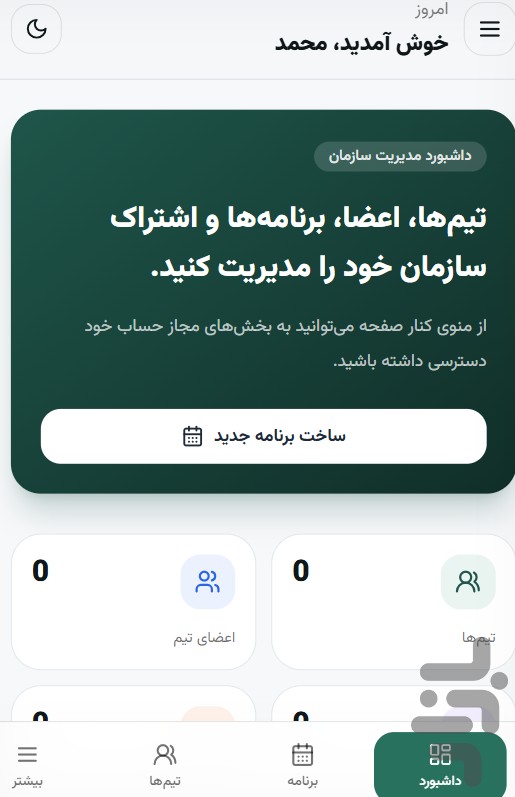 امروز
خوش آمدید، محمد
داشبورد مدیریت سازمان
تیم‌ها، اعضا، برنامه‌ها و اشتراک
سازمان خود را مدیریت کنید.
از منوی کنار صفحه می‌توانید به بخش‌های مجاز حساب خود
دسترسی داشته باشید.
ساخت برنامه جدید
0
0
تیم‌ها
اعضای تیم
0
0
داشبورد
برنامه
تیم‌ها
بیشتر